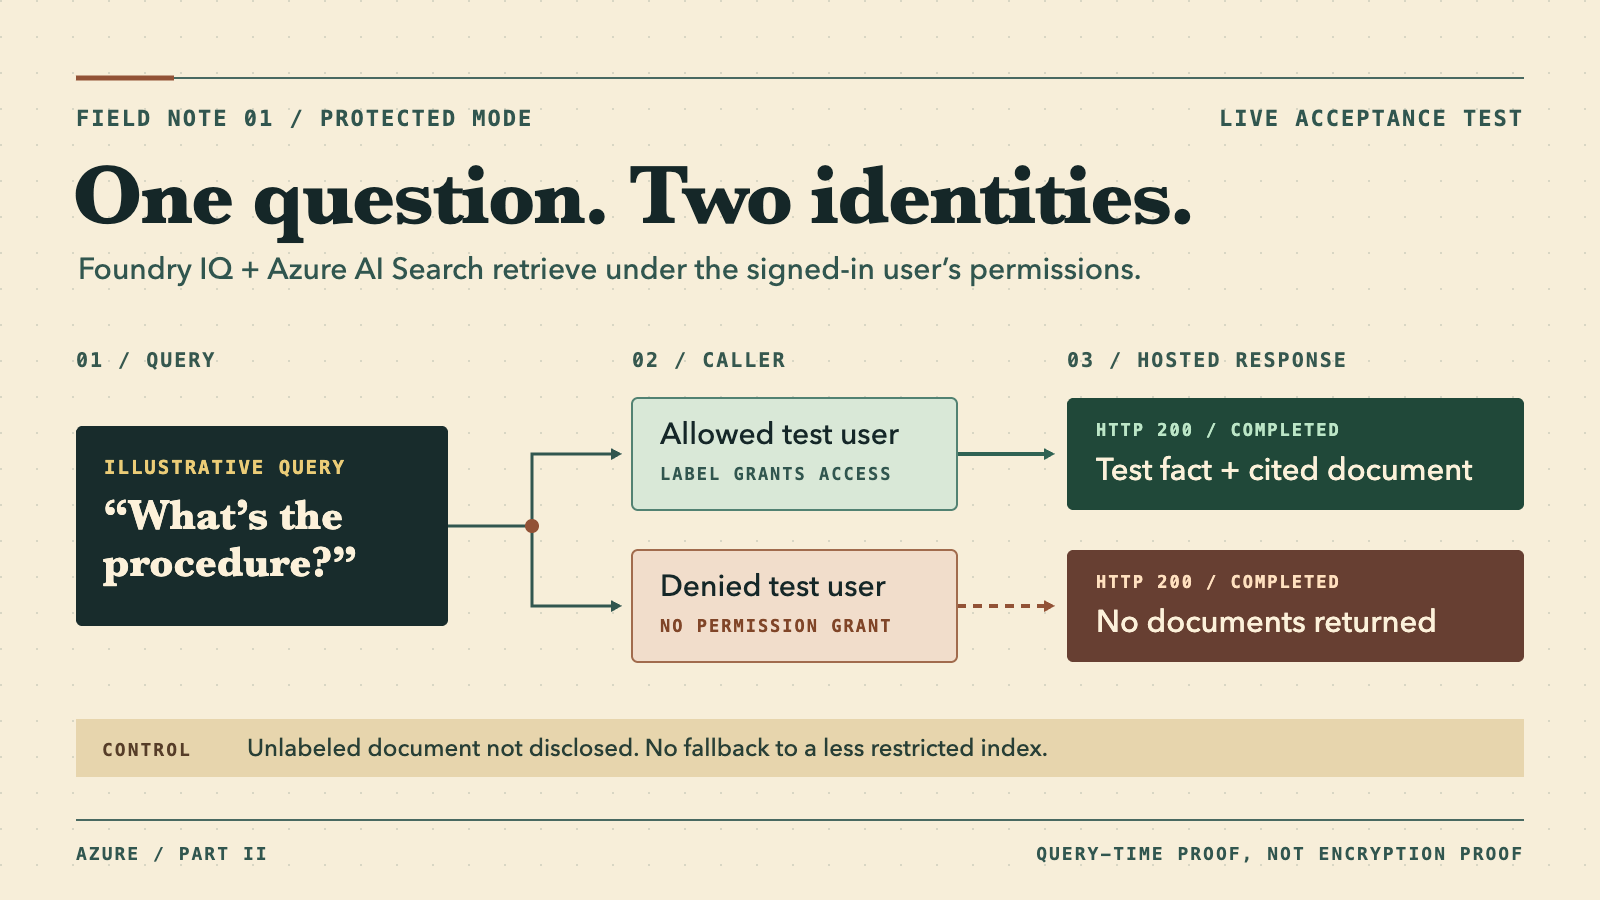 FIELD NOTE 01 / PROTECTED MODE
LIVE ACCEPTANCE TEST
One question. Two identities.
Foundry IQ + Azure AI Search retrieve under the signed-in user’s permissions.
01 / QUERY
ILLUSTRATIVE QUERY
“What’s the
procedure?”
02 / CALLER
Allowed test user
LABEL GRANTS ACCESS
Denied test user
NO PERMISSION GRANT
03 / HOSTED RESPONSE
HTTP 200 / COMPLETED
Test fact + cited document
HTTP 200 / COMPLETED
No documents returned
CONTROL
Unlabeled document not disclosed. No fallback to a less restricted index.
AZURE / PART II
QUERY–TIME PROOF, NOT ENCRYPTION PROOF